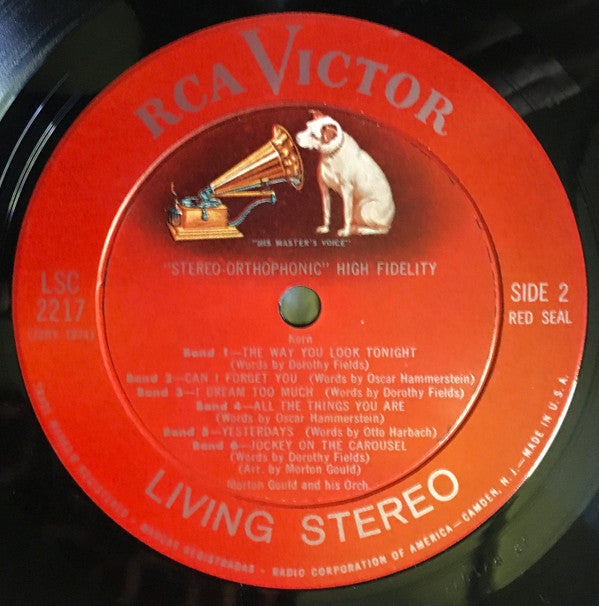 RCA VICTOR
"HIS MASTER'S VOICE"
"STEREO-ORTHOPHONIC" HIGH FIDELITY
LSC
2217
SIDE 2
RED SEAL
Kern
Band 1—THE WAY YOU LOOK TONIGHT
(Words by Dorothy Fields)
Band 2—CAN I FORGET YOU (Words by Oscar Hammerstein)
Band 3—I DREAM TOO MUCH (Words by Dorothy Fields)
Band 4—ALL THE THINGS YOU ARE
(Words by Oscar Hammerstein)
Band 5—YESTERDAYS (Words by Otto Harbach)
Band 6—JOCKEY ON THE CAROUSEL
(Words by Dorothy Fields)
(Arr. by Morton Gould)
Morton Gould and his Orch.
LIVING STEREO
REGISTRADAS – RADIO CORPORATION OF AMERICA—CAMDEN, N. J.—MADE IN U.S.A.